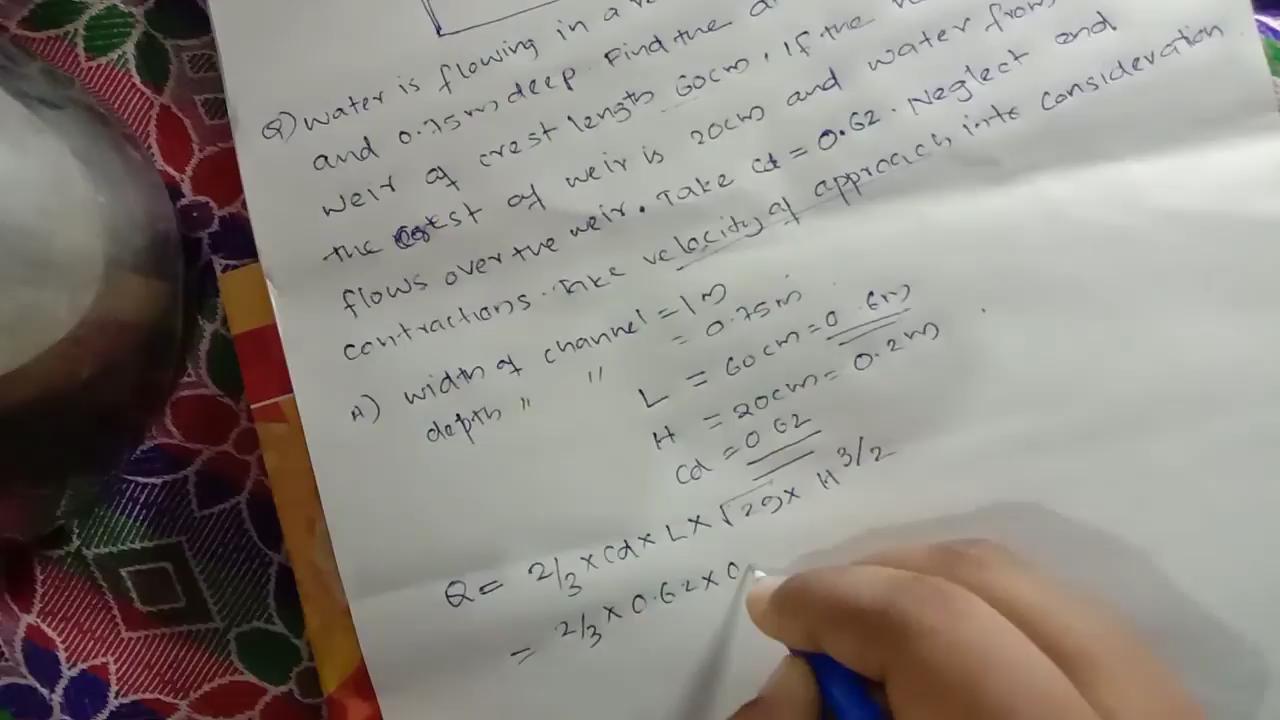 Q) water is flowing in a
and 0.75m deep. Find the
weir of crest length 60cm, If the
the crest of weir is 20cm and water from
flows over the weir. Take Cd = 0.62. Neglect end
contractions. Take velocity of approach into consideration.
A) width of channel = 1m
depth " " = 0.75m
L = 60cm = 0.6m
H = 20cm = 0.2m
Cd = 0.62
Q = 2/3 × Cd × L × √2g × H 3/2
= 2/3 × 0.62 × 0